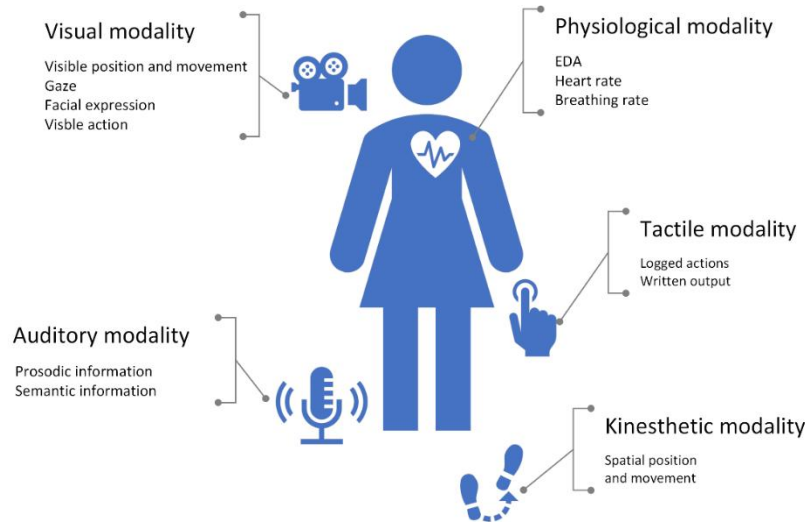 Visual modality
Visible position and movement
Gaze
Facial expression
Visble action
Physiological modality
EDA
Heart rate
Breathing rate
Tactile modality
Logged actions
Written output
Auditory modality
Prosodic information
Semantic information
Kinesthetic modality
Spatial position
and movement